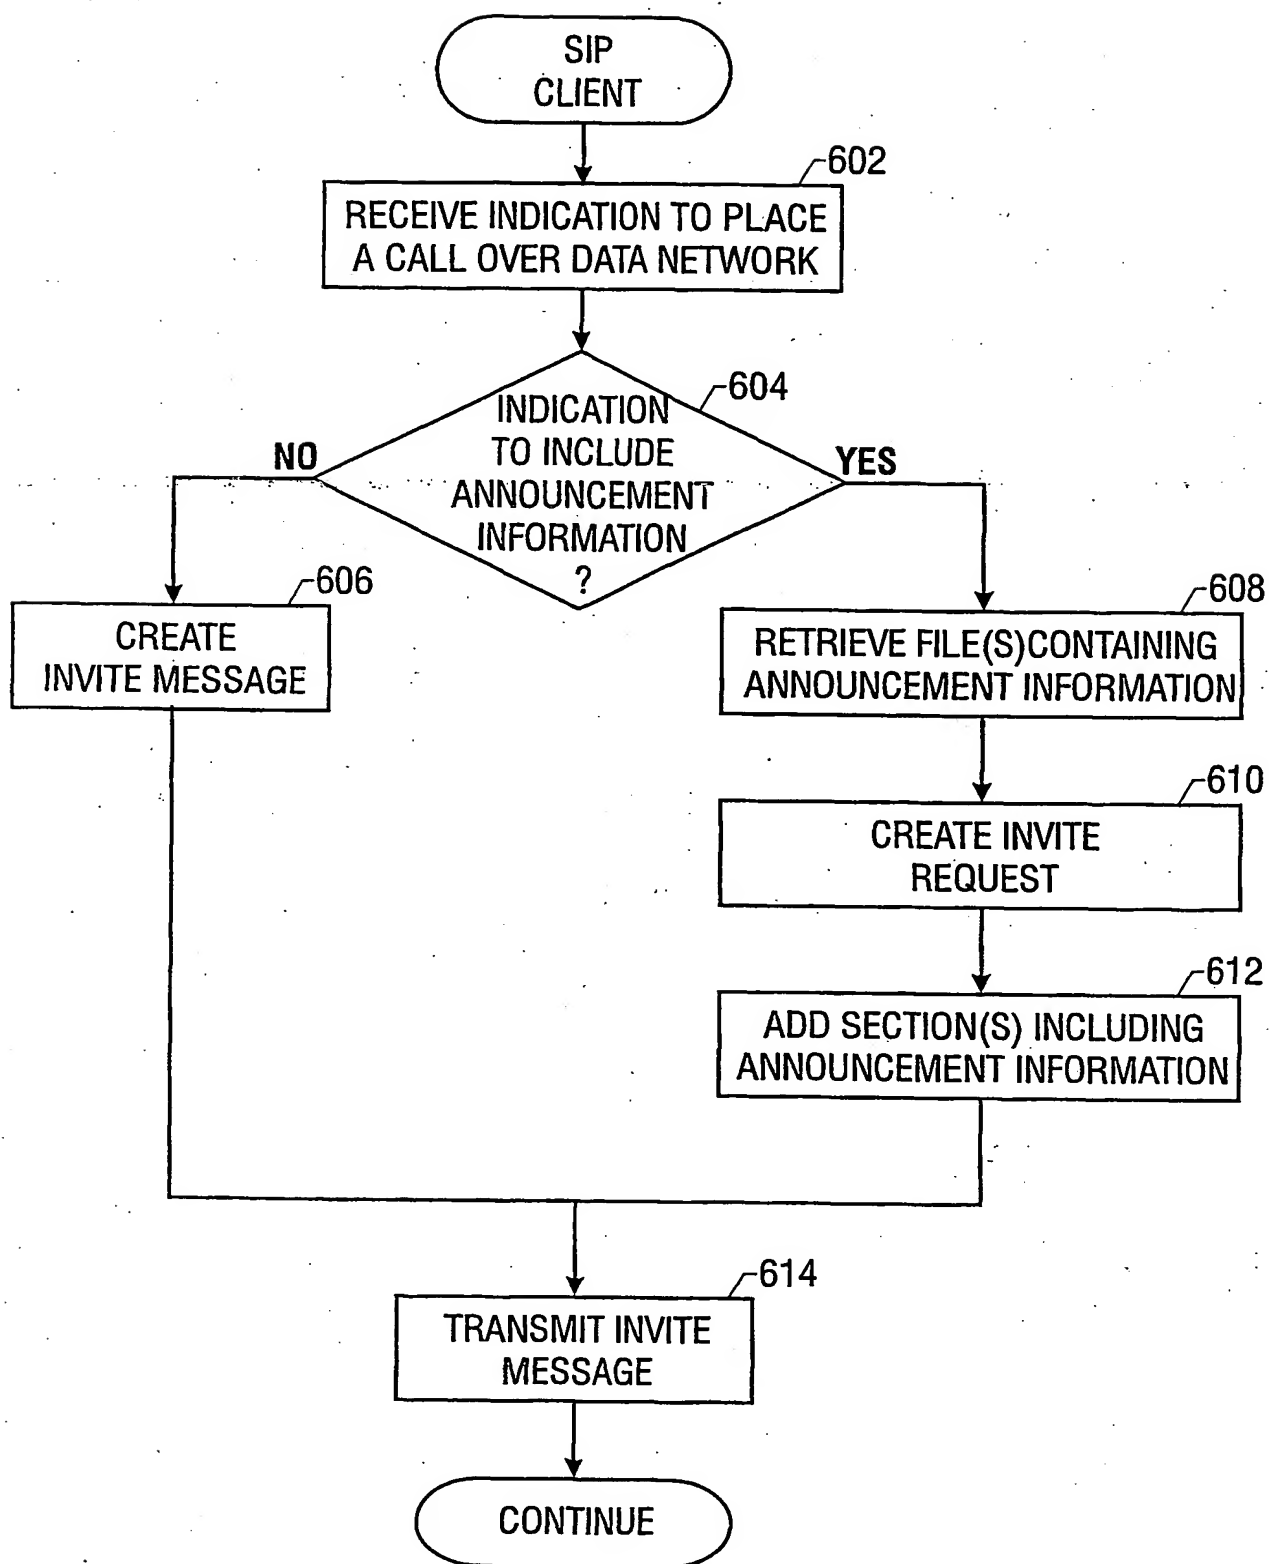 SIP
CLIENT
602
RECEIVE INDICATION TO PLACE
A CALL OVER DATA NETWORK
604
INDICATION
TO INCLUDE
ANNOUNCEMENT
INFORMATION
?
NO
YES
606
CREATE
INVITE MESSAGE
608
RETRIEVE FILE(S)CONTAINING
ANNOUNCEMENT INFORMATION
610
CREATE INVITE
REQUEST
612
ADD SECTION(S) INCLUDING
ANNOUNCEMENT INFORMATION
614
TRANSMIT INVITE
MESSAGE
CONTINUE